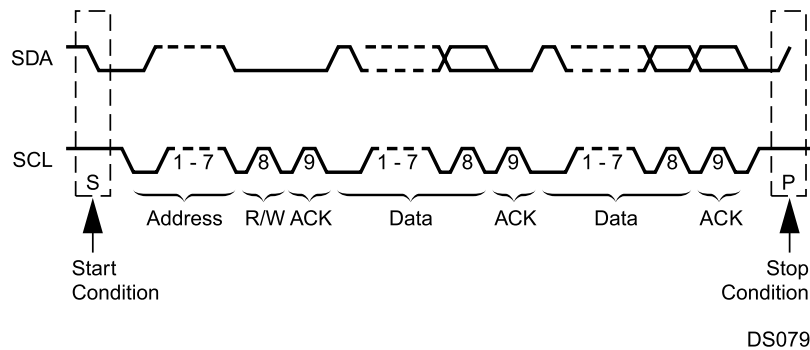 SDA
SCL
1 - 7 8 9 1 - 7 8 9 1 - 7 8 9
S P
Address R/W ACK Data ACK Data ACK
Start
Condition
Stop
Condition
DS079